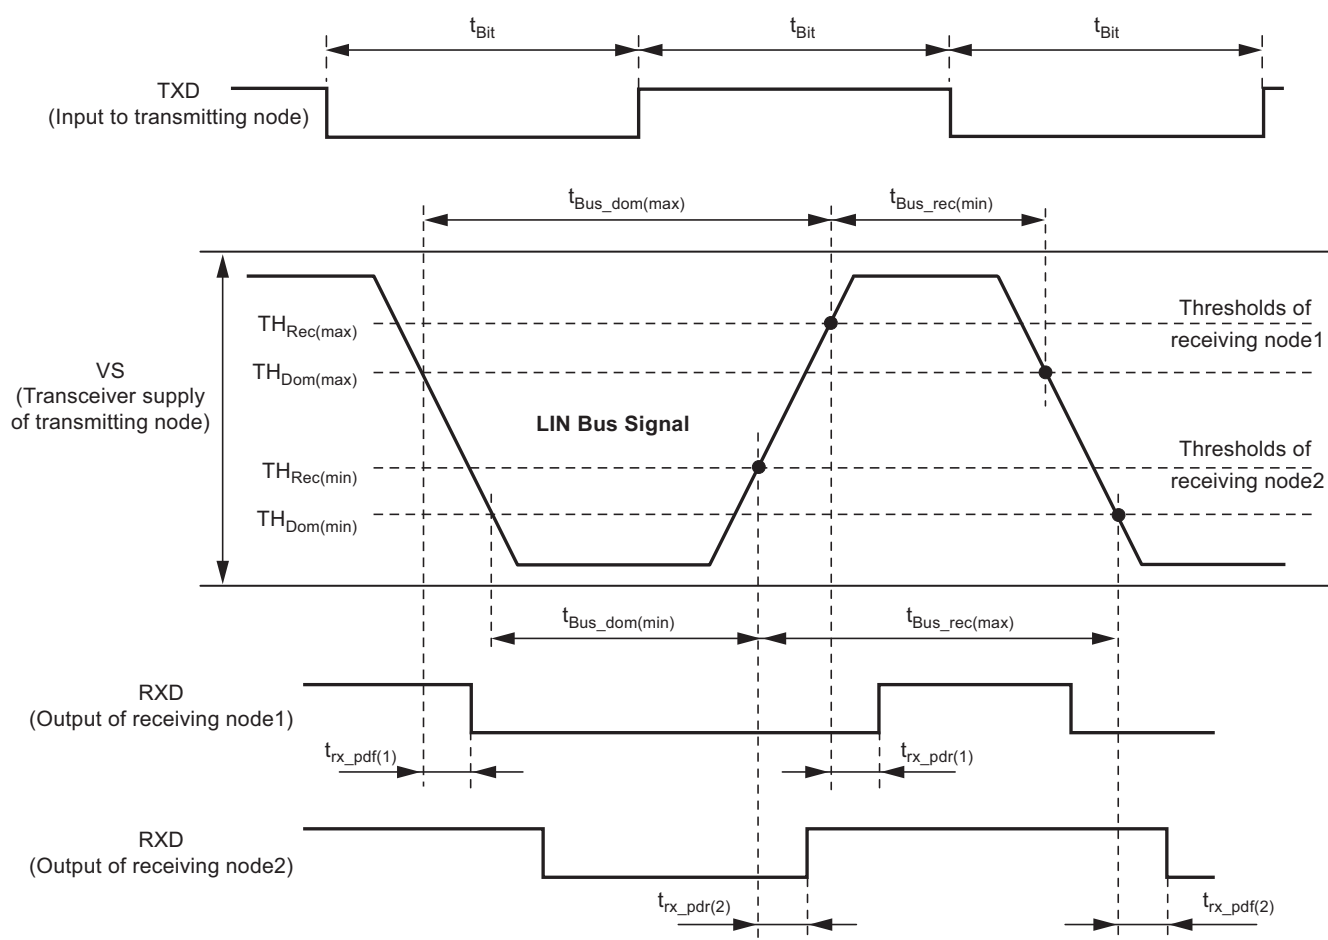 tBit
tBit
tBit
TXD
(Input to transmitting node)
tBus_dom(max)
tBus_rec(min)
THRec(max)
Thresholds of
receiving node1
THDom(max)
VS
(Transceiver supply
of transmitting node)
LIN Bus Signal
THRec(min)
Thresholds of
receiving node2
THDom(min)
tBus_dom(min)
tBus_rec(max)
RXD
(Output of receiving node1)
trx_pdf(1)
trx_pdr(1)
RXD
(Output of receiving node2)
trx_pdr(2)
trx_pdf(2)